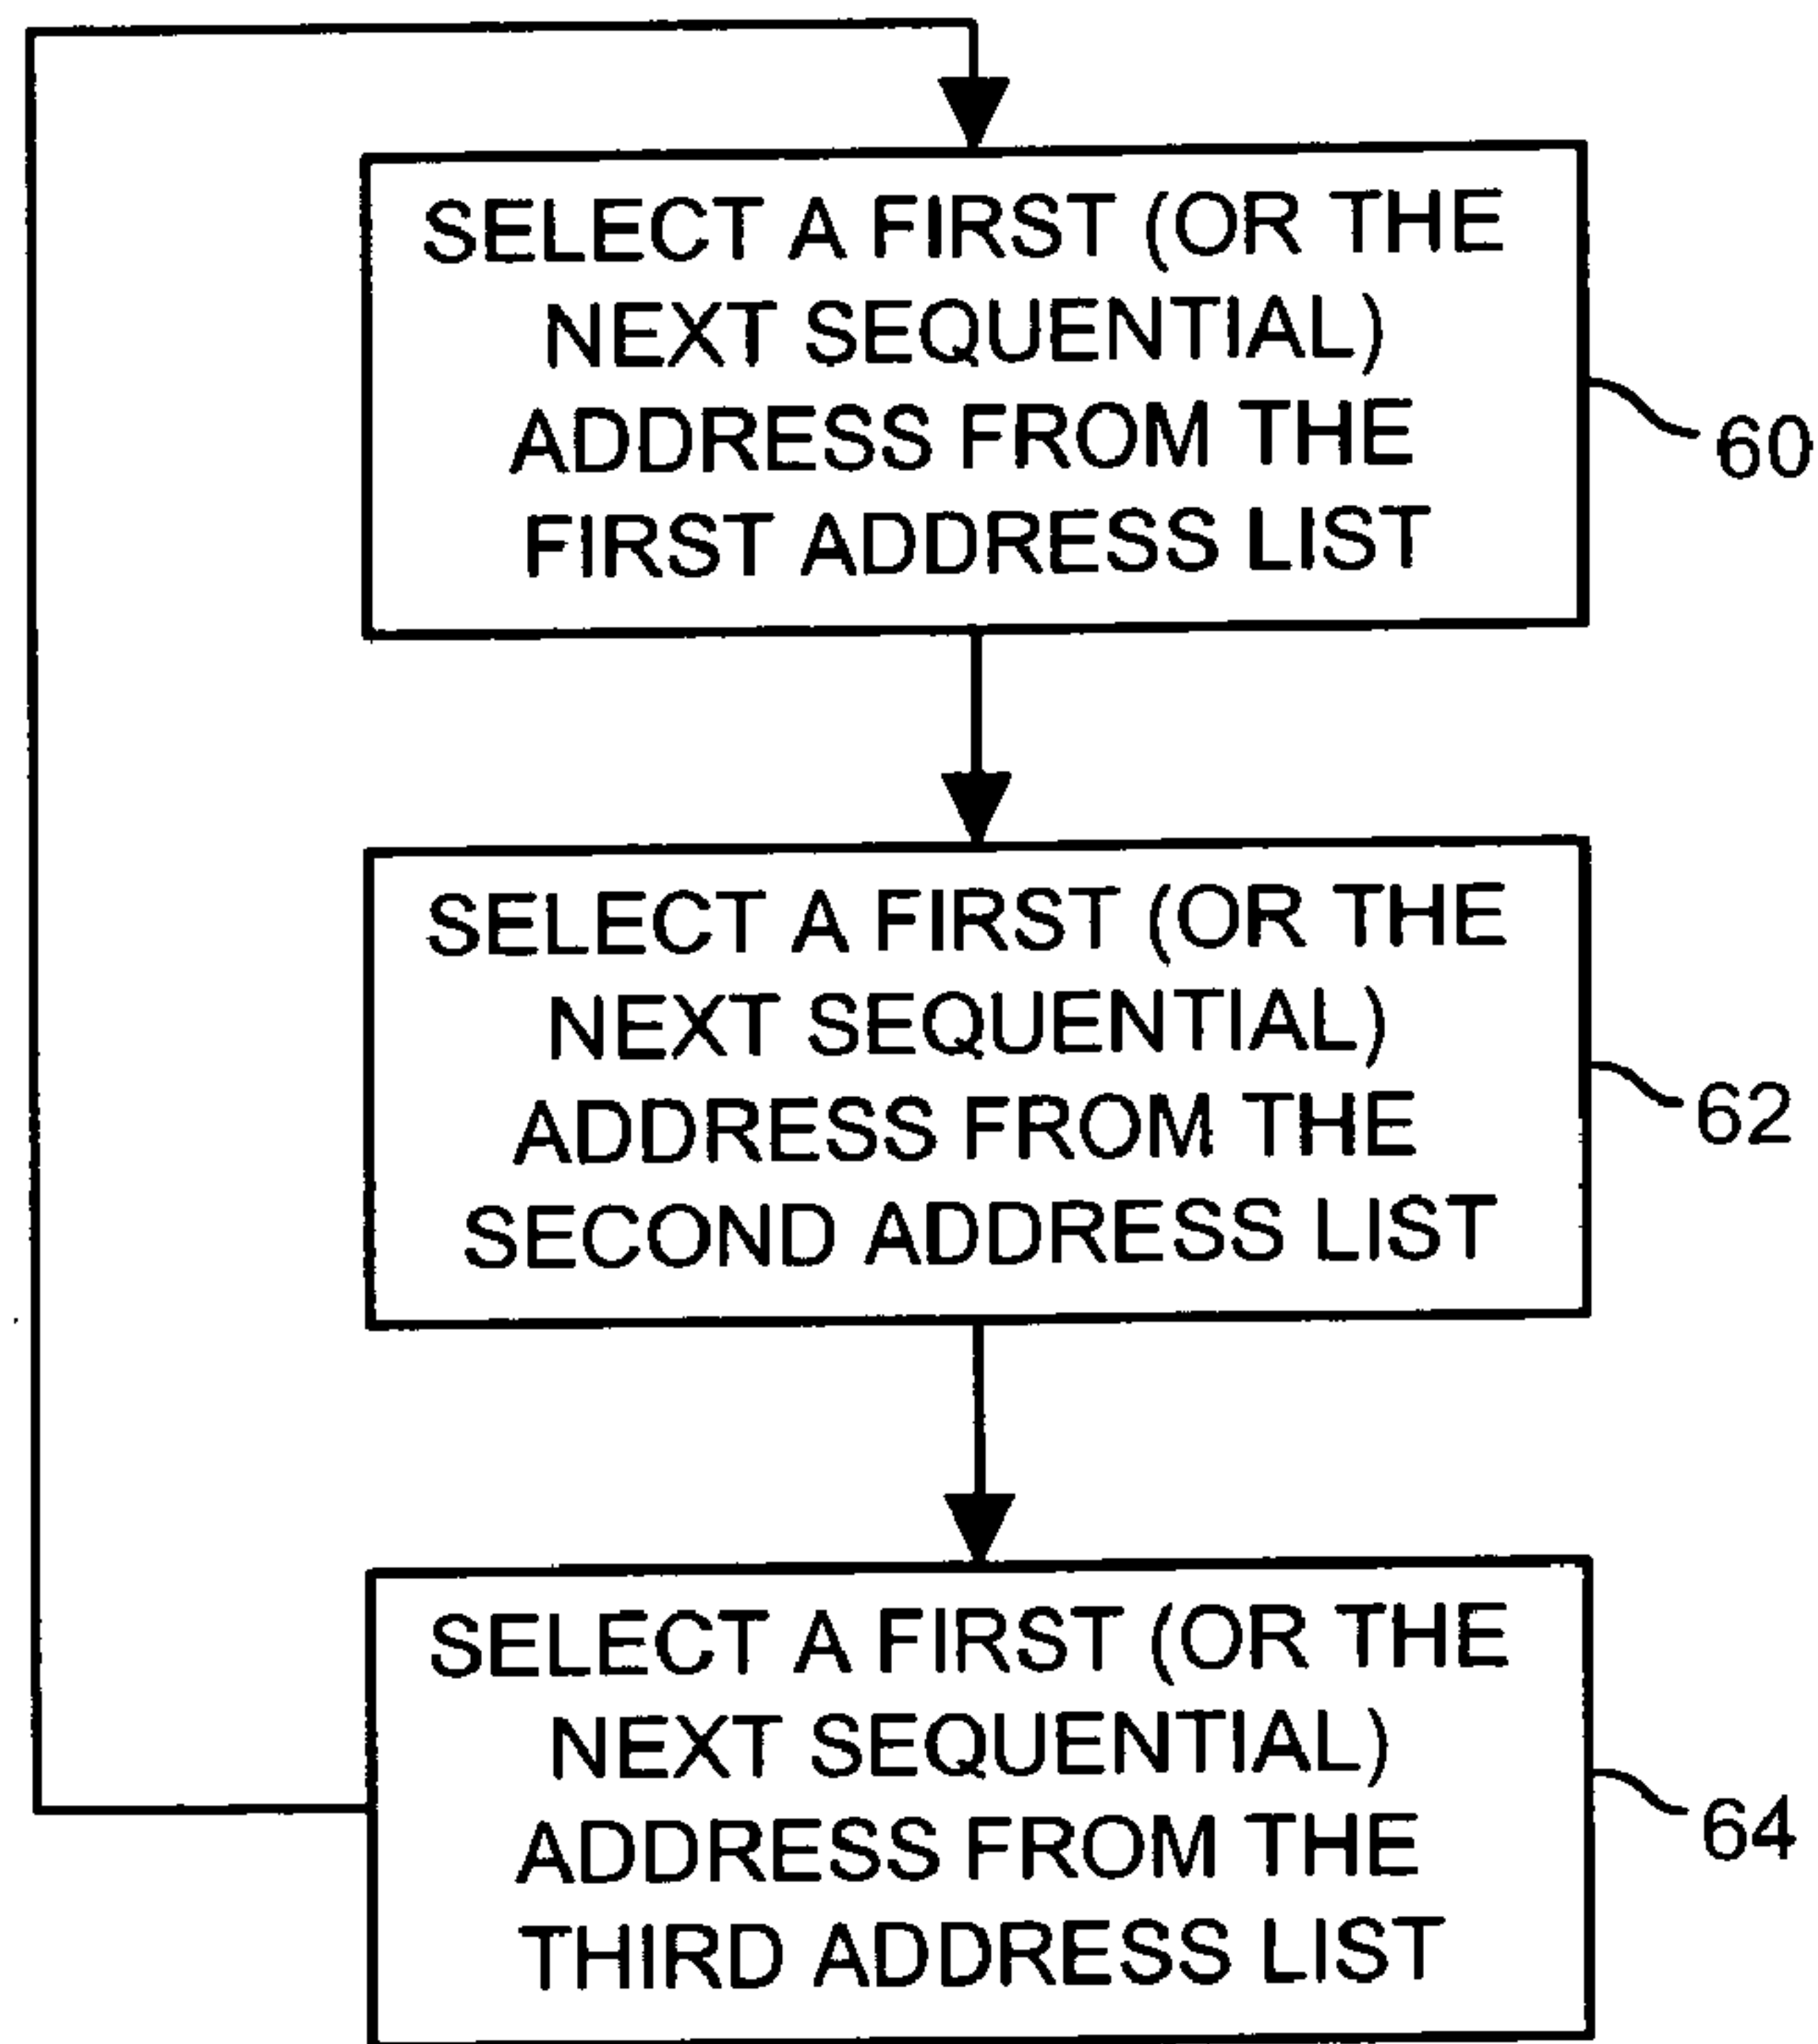 SELECT A FIRST (OR THE
NEXT SEQUENTIAL)
ADDRESS FROM THE
FIRST ADDRESS LIST
60
SELECT A FIRST (OR THE
NEXT SEQUENTIAL)
ADDRESS FROM THE
SECOND ADDRESS LIST
62
SELECT A FIRST (OR THE
NEXT SEQUENTIAL)
ADDRESS FROM THE
THIRD ADDRESS LIST
64